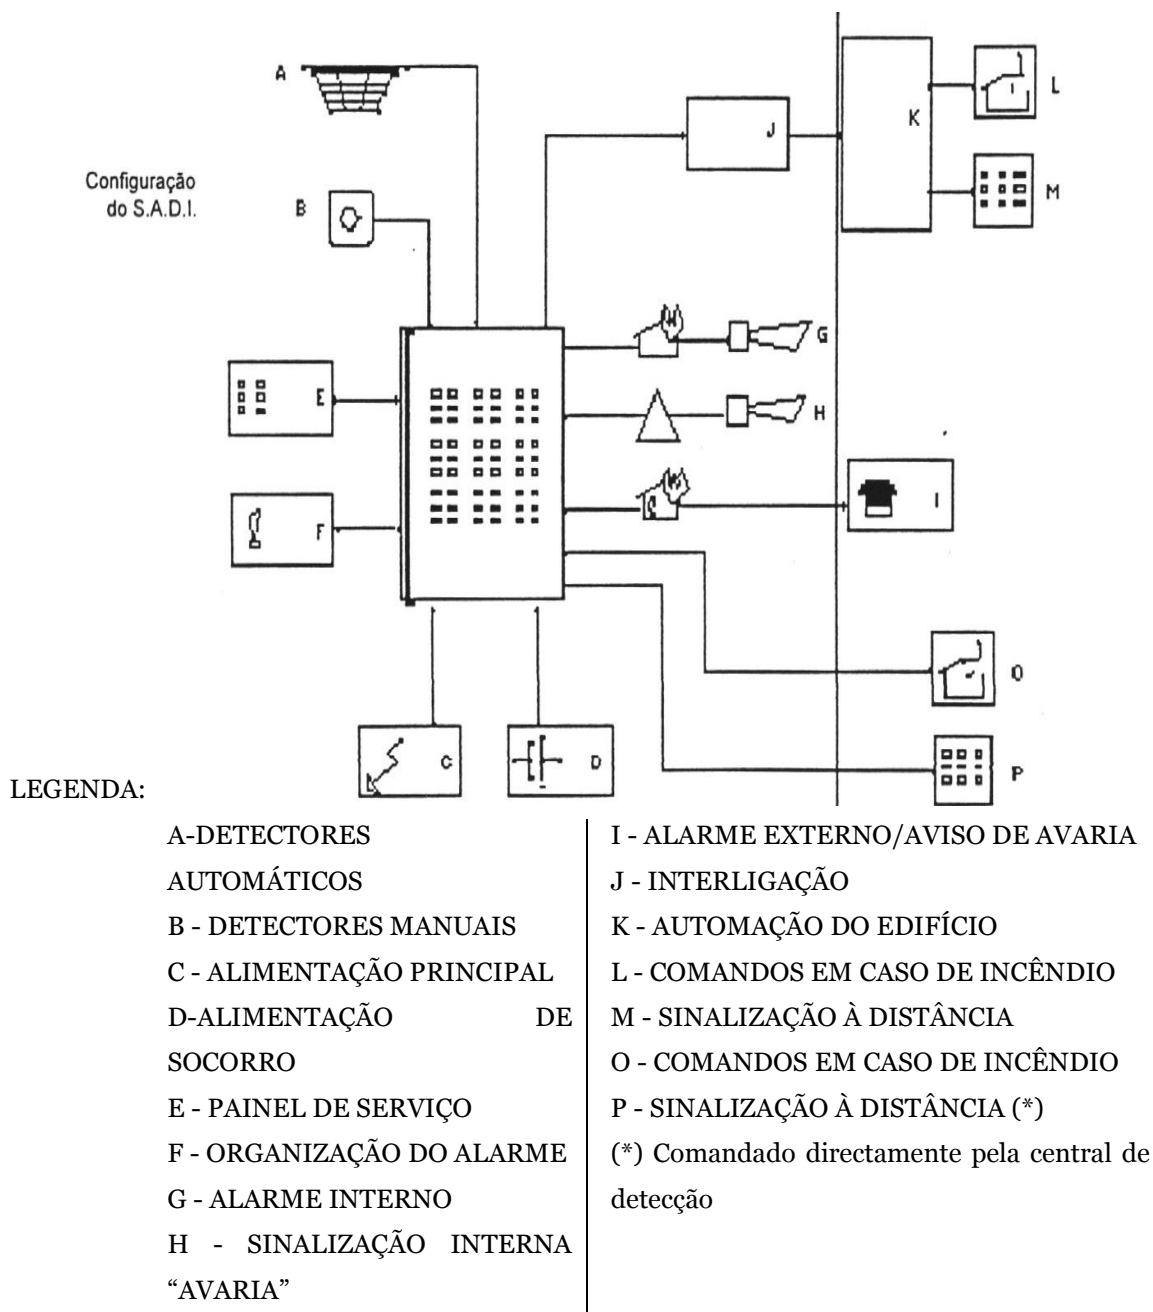 A
Configuração
do S.A.D.I.
B
J
K
L
M
G
H
E
F
I
O
C
D
P
LEGENDA:
A-DETECTORES
AUTOMÁTICOS
B - DETECTORES MANUAIS
C - ALIMENTAÇÃO PRINCIPAL
D-ALIMENTAÇÃO DE
SOCORRO
E - PAINEL DE SERVIÇO
F - ORGANIZAÇÃO DO ALARME
G - ALARME INTERNO
H - SINALIZAÇÃO INTERNA
“AVARIA”
I - ALARME EXTERNO/AVISO DE AVARIA
J - INTERLIGAÇÃO
K - AUTOMAÇÃO DO EDIFÍCIO
L - COMANDOS EM CASO DE INCÊNDIO
M - SINALIZAÇÃO À DISTÂNCIA
O - COMANDOS EM CASO DE INCÊNDIO
P - SINALIZAÇÃO À DISTÂNCIA (*)
(*) Comandado directamente pela central de
detecção